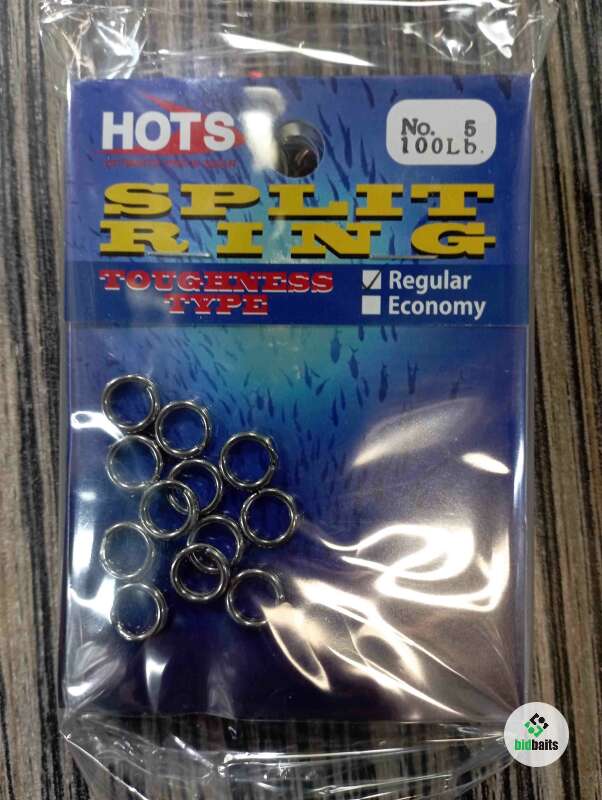 HOTS
No. 5
100Lb.
SPLIT
RING
TOUGHNESS
TYPE
Regular
Economy
bidbaits